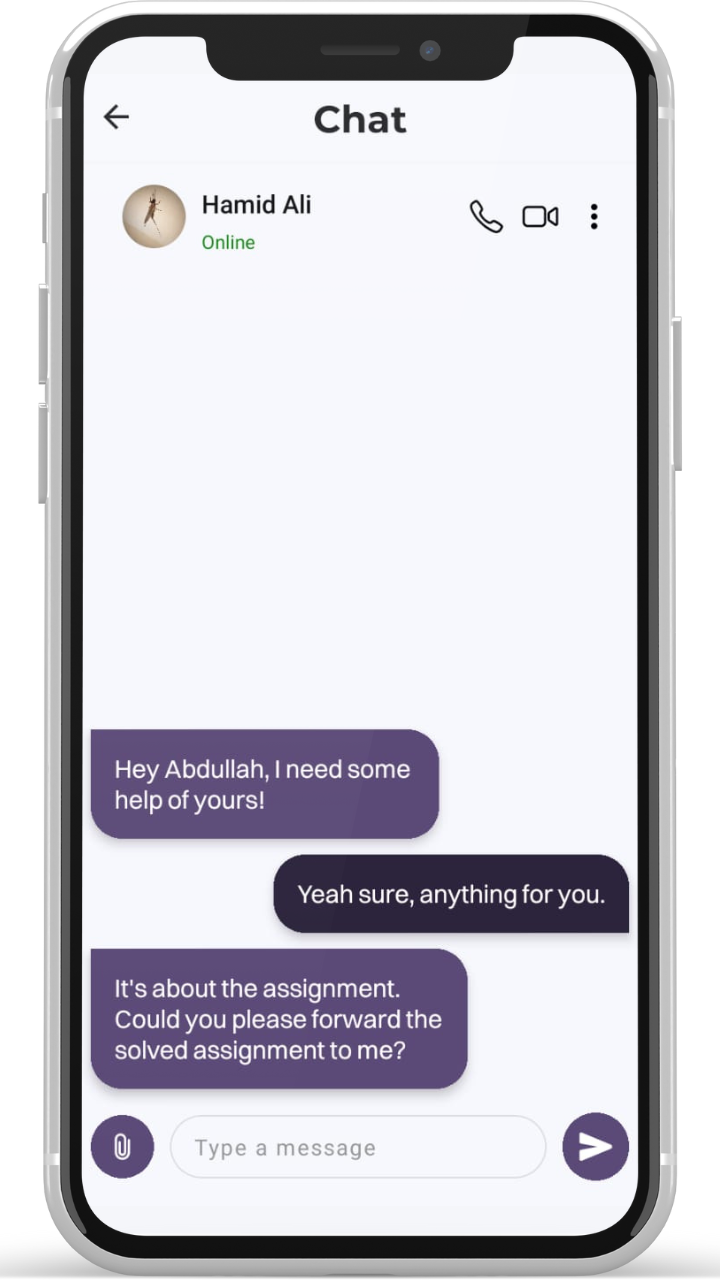 Chat
Hamid Ali
Online
Hey Abdullah, I need some
help of yours!
Yeah sure, anything for you.
It's about the assignment.
Could you please forward the
solved assignment to me?
Type a message